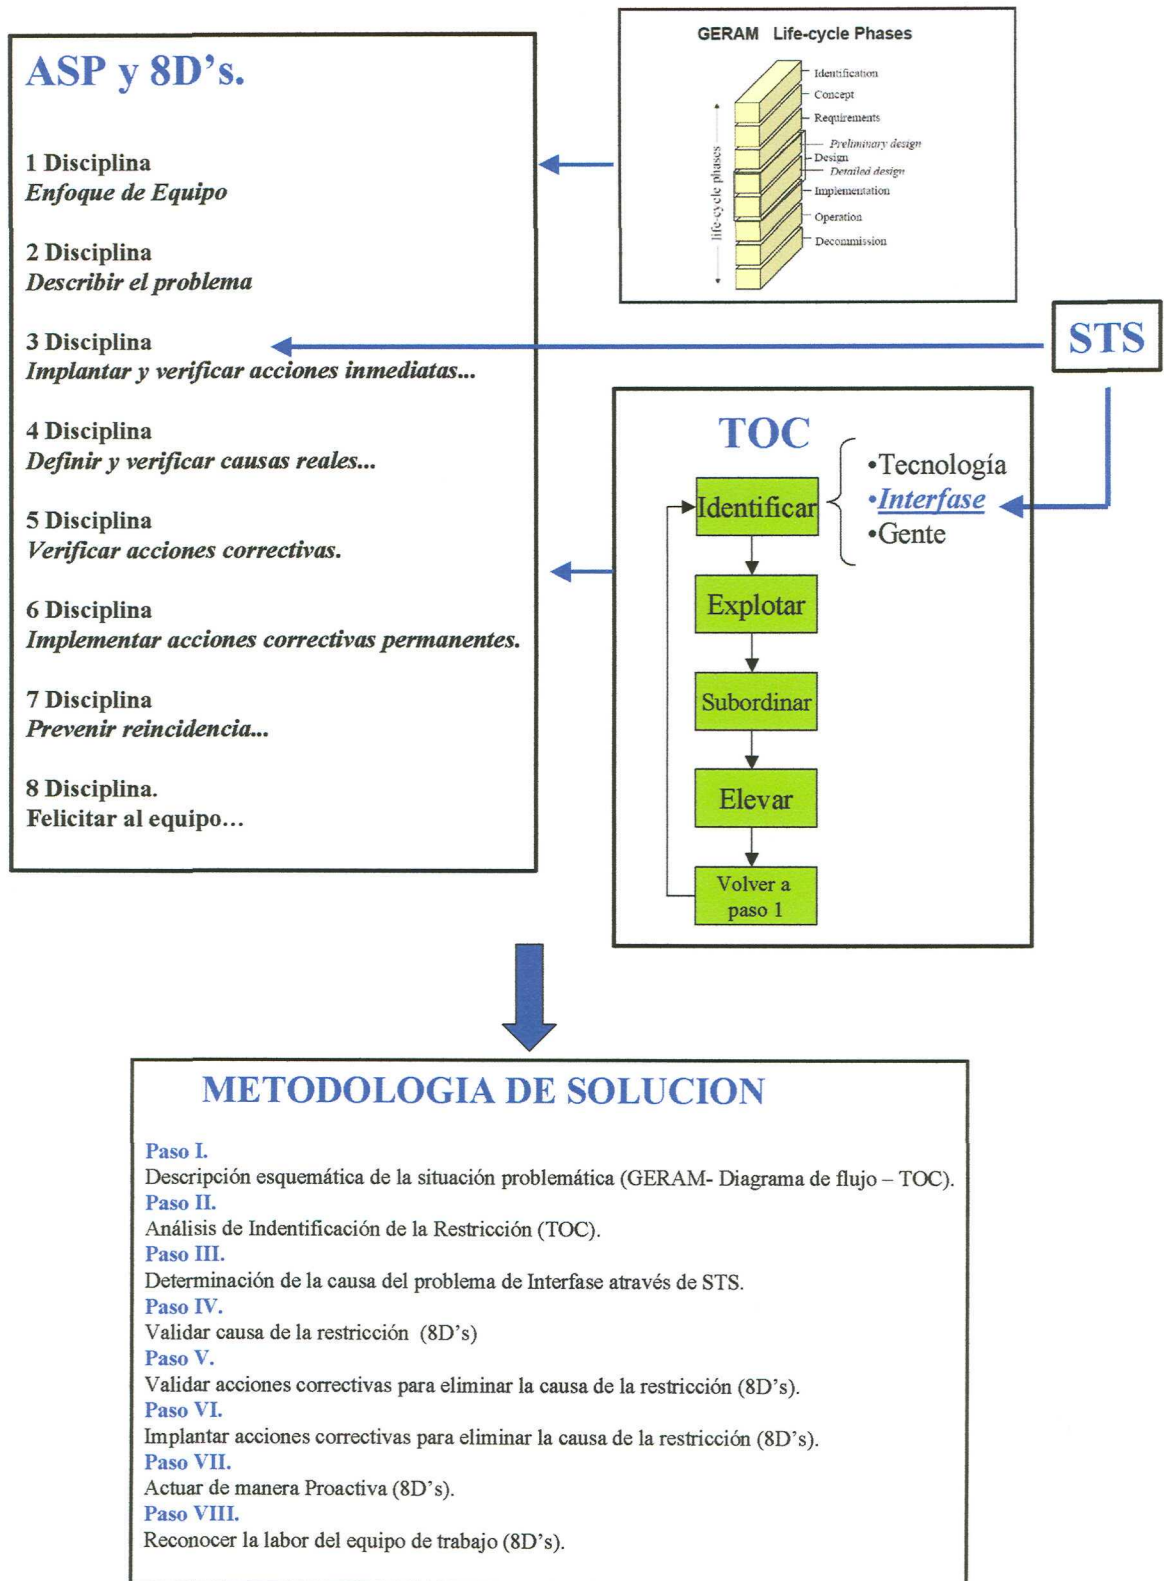 ASP y 8D's.
1 Disciplina
Enfoque de Equipo
2 Disciplina
Describir el problema
3 Disciplina
Implantar y verificar acciones inmediatas...
4 Disciplina
Definir y verificar causas reales...
5 Disciplina
Verificar acciones correctivas.
6 Disciplina
Implementar acciones correctivas permanentes.
7 Disciplina
Prevenir reincidencia...
8 Disciplina.
Felicitar al equipo...
GERAM Life-cycle Phases
life-cycle phases
Identification
Concept
Requirements
Preliminary design
Design
Detailed design
Implementation
Operation
Decommission
STS
TOC
Identificar
•Tecnología
•Interfase
•Gente
Explotar
Subordinar
Elevar
Volver a
paso 1
METODOLOGIA DE SOLUCION
Paso I.
Descripción esquemática de la situación problemática (GERAM- Diagrama de flujo – TOC).
Paso II.
Análisis de Indentificación de la Restricción (TOC).
Paso III.
Determinación de la causa del problema de Interfase através de STS.
Paso IV.
Validar causa de la restricción (8D's)
Paso V.
Validar acciones correctivas para eliminar la causa de la restricción (8D's).
Paso VI.
Implantar acciones correctivas para eliminar la causa de la restricción (8D's).
Paso VII.
Actuar de manera Proactiva (8D's).
Paso VIII.
Reconocer la labor del equipo de trabajo (8D's).